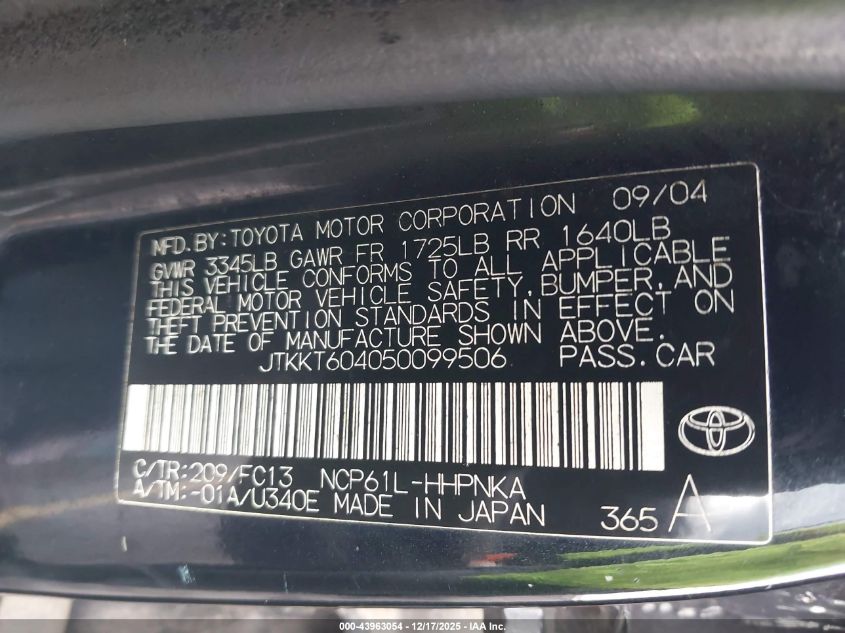 MFD. BY: TOYOTA MOTOR CORPORATION 09/04
GVWR 3345LB GAWR FR 1725LB RR 1640LB
THIS VEHICLE CONFORMS TO ALL APPLICABLE
FEDERAL MOTOR VEHICLE SAFETY, BUMPER, AND
THEFT PREVENTION STANDARDS IN EFFECT ON
THE DATE OF MANUFACTURE SHOWN ABOVE.
JTKKT604050099506 PASS. CAR
C/TR: 209/FC13 NCP61L-HHPNKA
A/TM: -01A/U340E MADE IN JAPAN 365 A
000-43963054 - 12/17/2025 - IAA Inc.